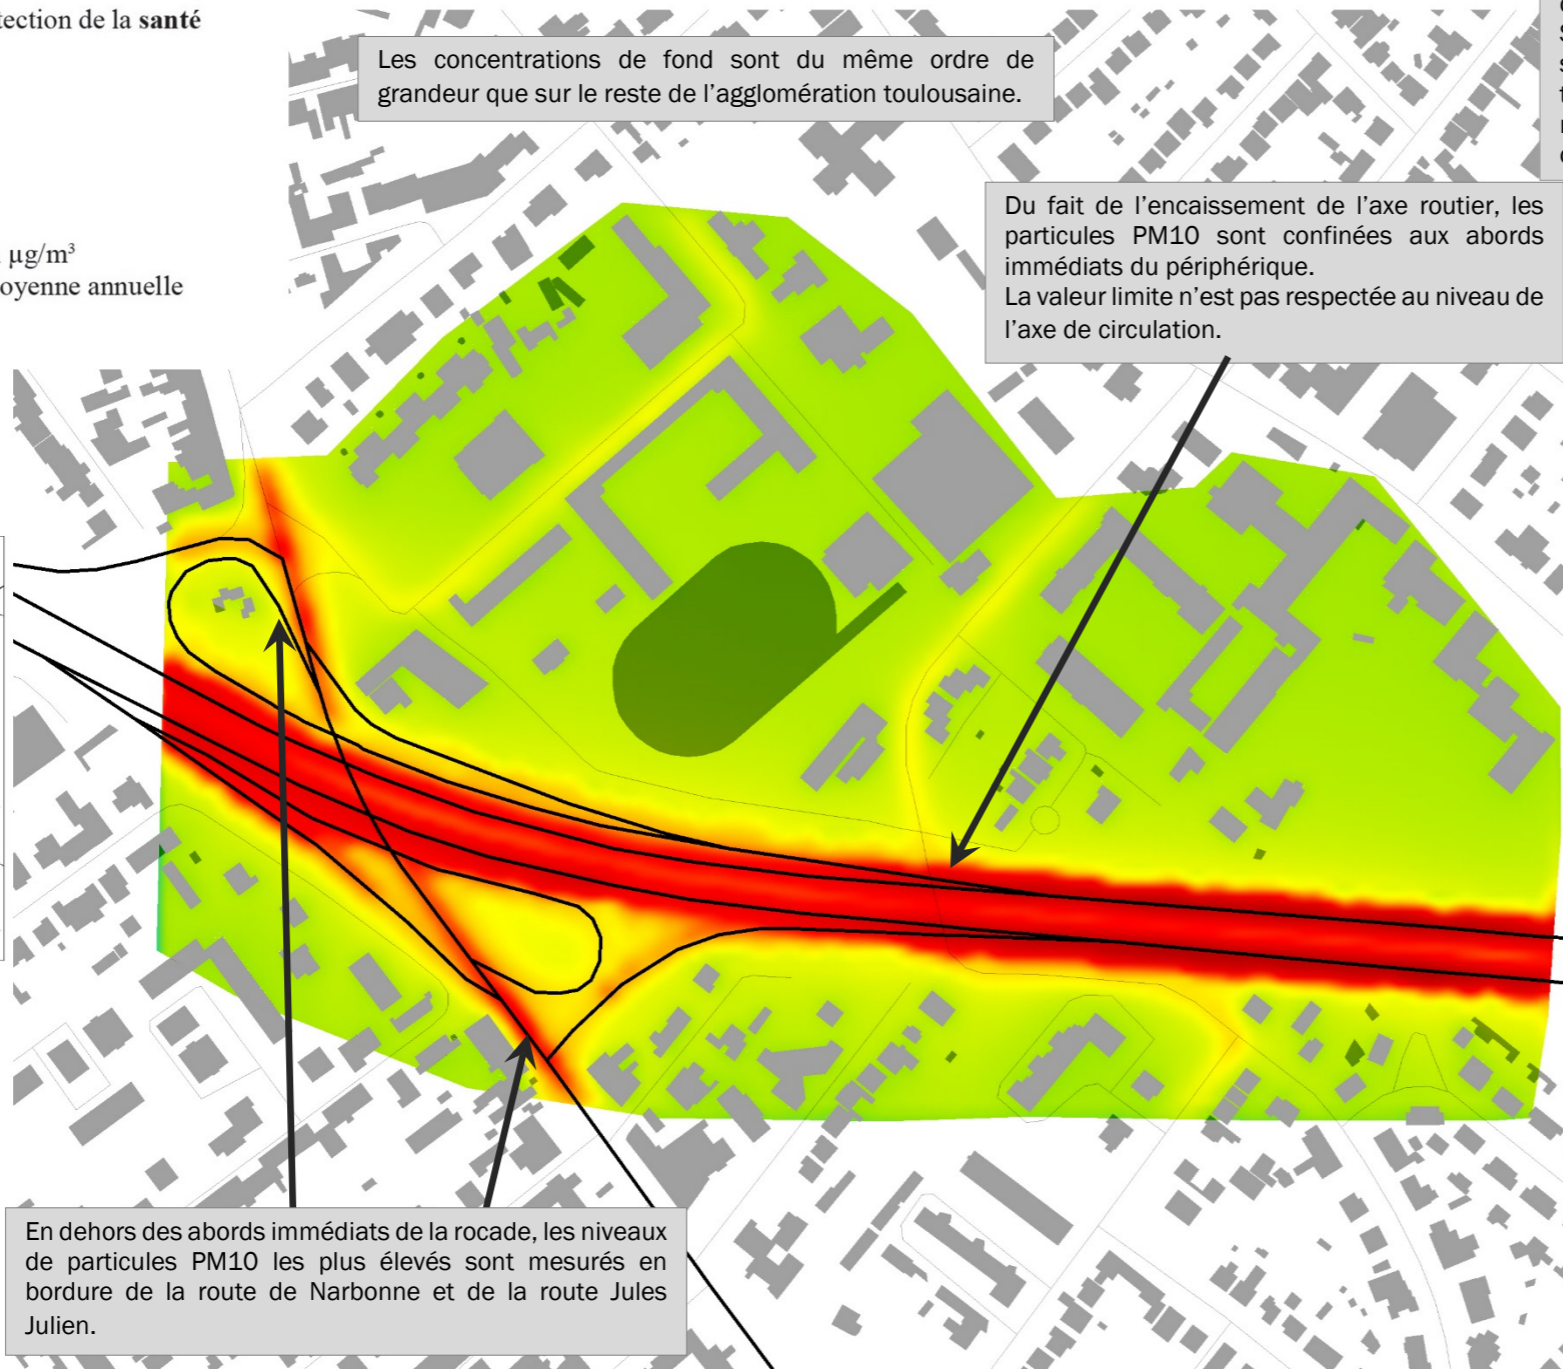 tection de la santé
Les concentrations de fond sont du même ordre de
grandeur que sur le reste de l’agglomération toulousaine.
Du fait de l’encaissement de l’axe routier, les
particules PM10 sont confinées aux abords
immédiats du périphérique.
La valeur limite n’est pas respectée au niveau de
l’axe de circulation.
µg/m³
oyenne annuelle
En dehors des abords immédiats de la rocade, les niveaux
de particules PM10 les plus élevés sont mesurés en
bordure de la route de Narbonne et de la route Jules
Julien.